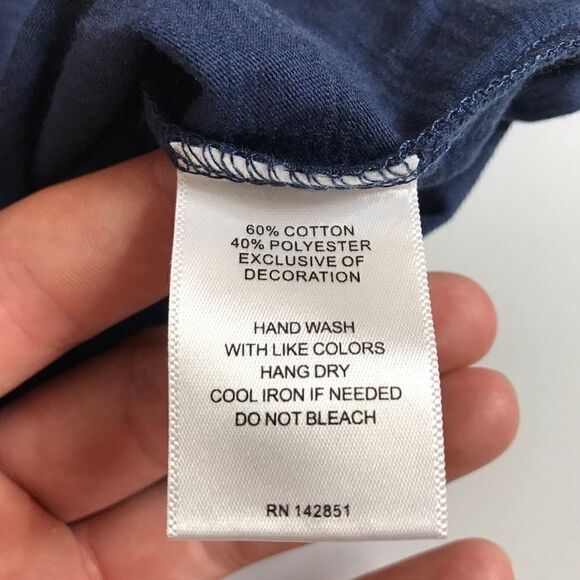 60% COTTON
40% POLYESTER
EXCLUSIVE OF
DECORATION
HAND WASH
WITH LIKE COLORS
HANG DRY
COOL IRON IF NEEDED
DO NOT BLEACH
RN 142851